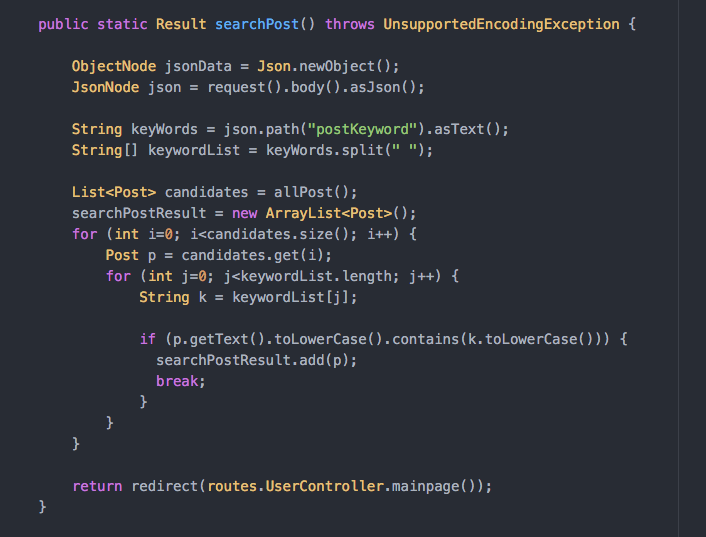 public static Result searchPost() throws UnsupportedEncodingException {
ObjectNode jsonData = Json.newObject();
JsonNode json = request().body().asJson();
String keyWords = json.path("postKeyword").asText();
String[] keywordList = keyWords.split(" ");
List<Post> candidates = allPost();
searchPostResult = new ArrayList<Post>();
for (int i=0; i<candidates.size(); i++) {
Post p = candidates.get(i);
for (int j=0; j<keywordList.length; j++) {
String k = keywordList[j];
if (p.getText().toLowerCase().contains(k.toLowerCase())) {
searchPostResult.add(p);
break;
}
}
}
return redirect(routes.UserController.mainpage());
}